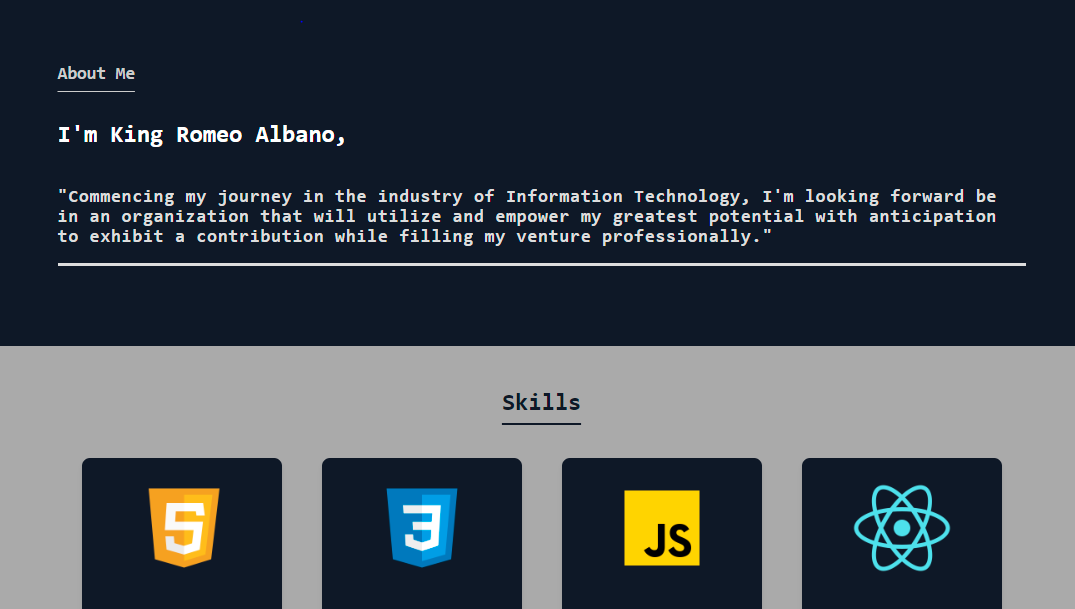 About Me
I'm King Romeo Albano,
"Commencing my journey in the industry of Information Technology, I'm looking forward be
in an organization that will utilize and empower my greatest potential with anticipation
to exhibit a contribution while filling my venture professionally."
Skills
5
3
JS